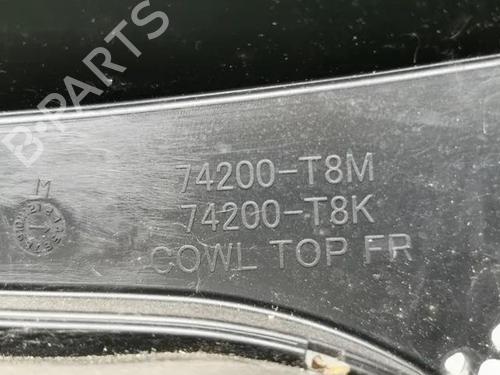 B-PARTS
74200-T8M
M
74200-T8K
COWL TOP FR